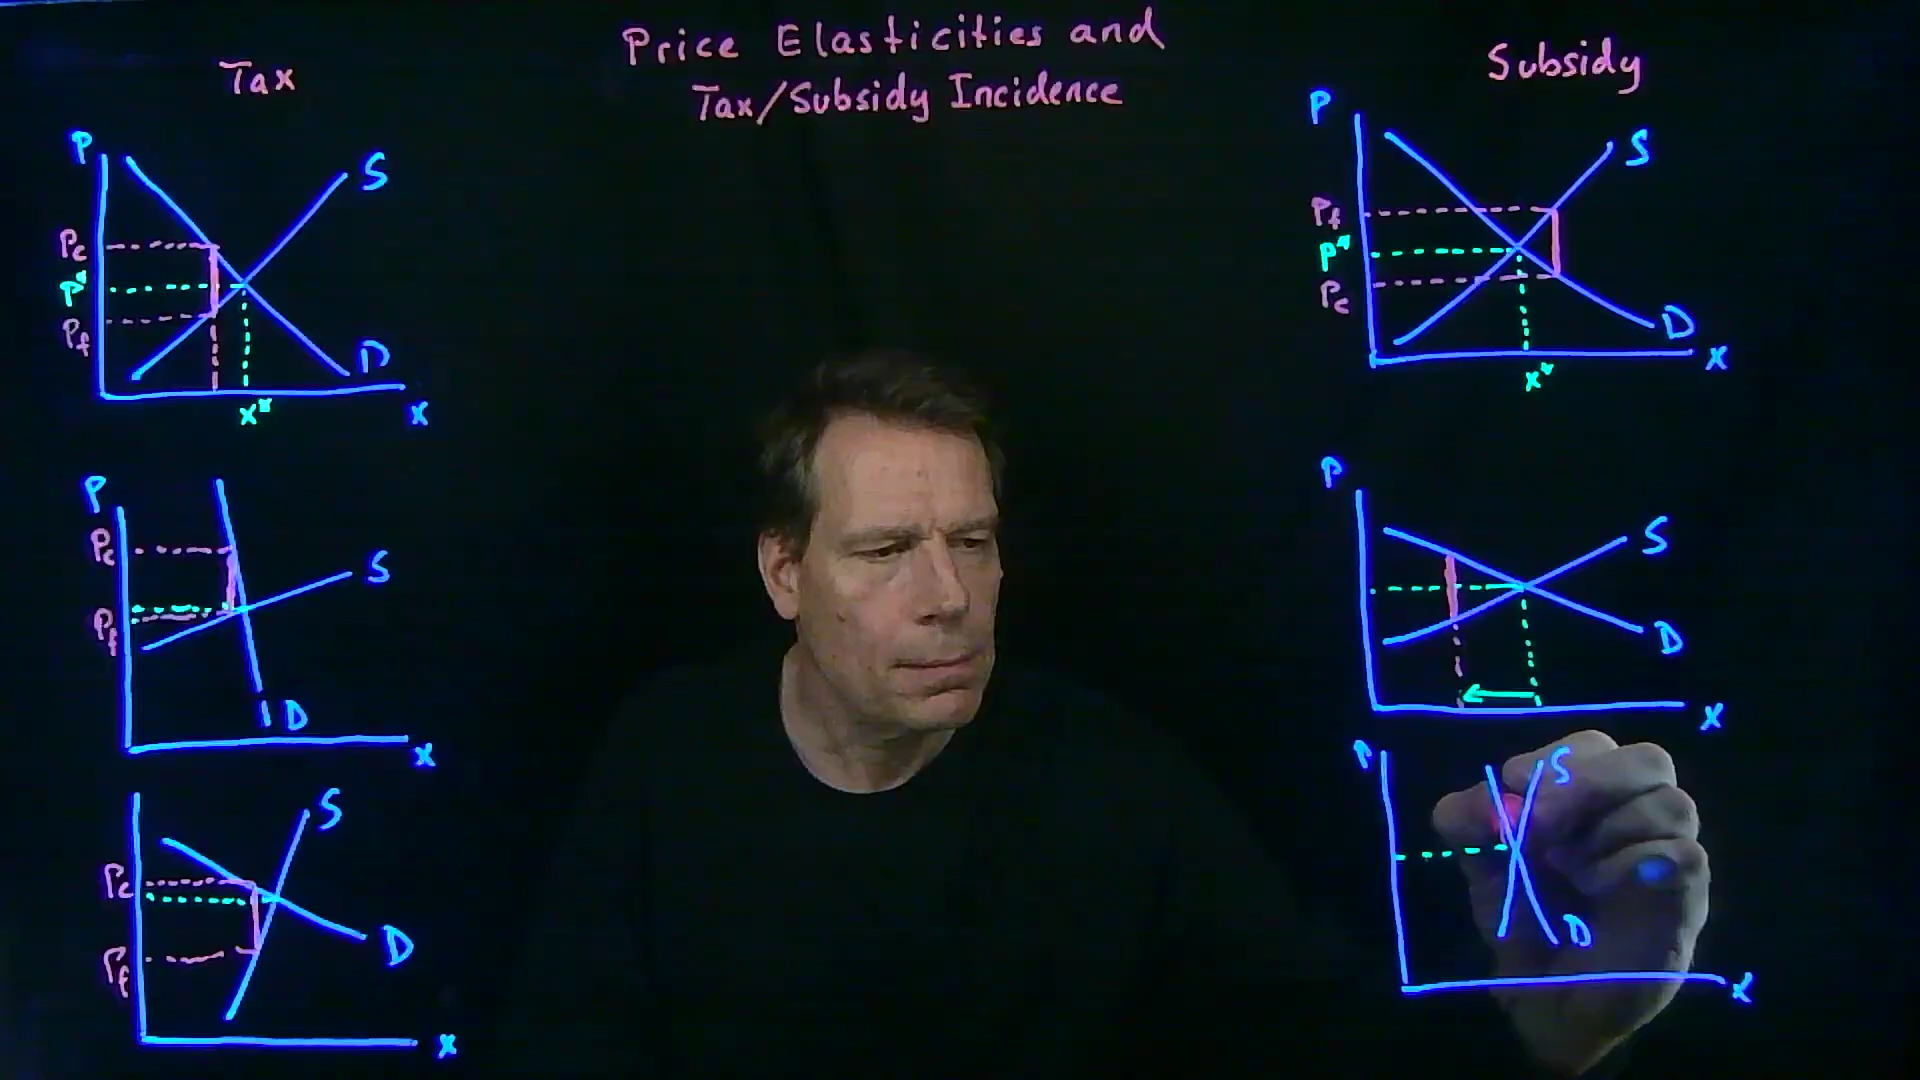 Price Elasticities and
Tax/Subsidy Incidence
Tax
P
S
Pc
P*
Pf
D
x*
x
P
Pc
S
Pf
D
x
S
Pc
D
Pf
x
Subsidy
P
S
Pf
P*
Pc
D
x
x*
P
S
D
x
P
S
D
x